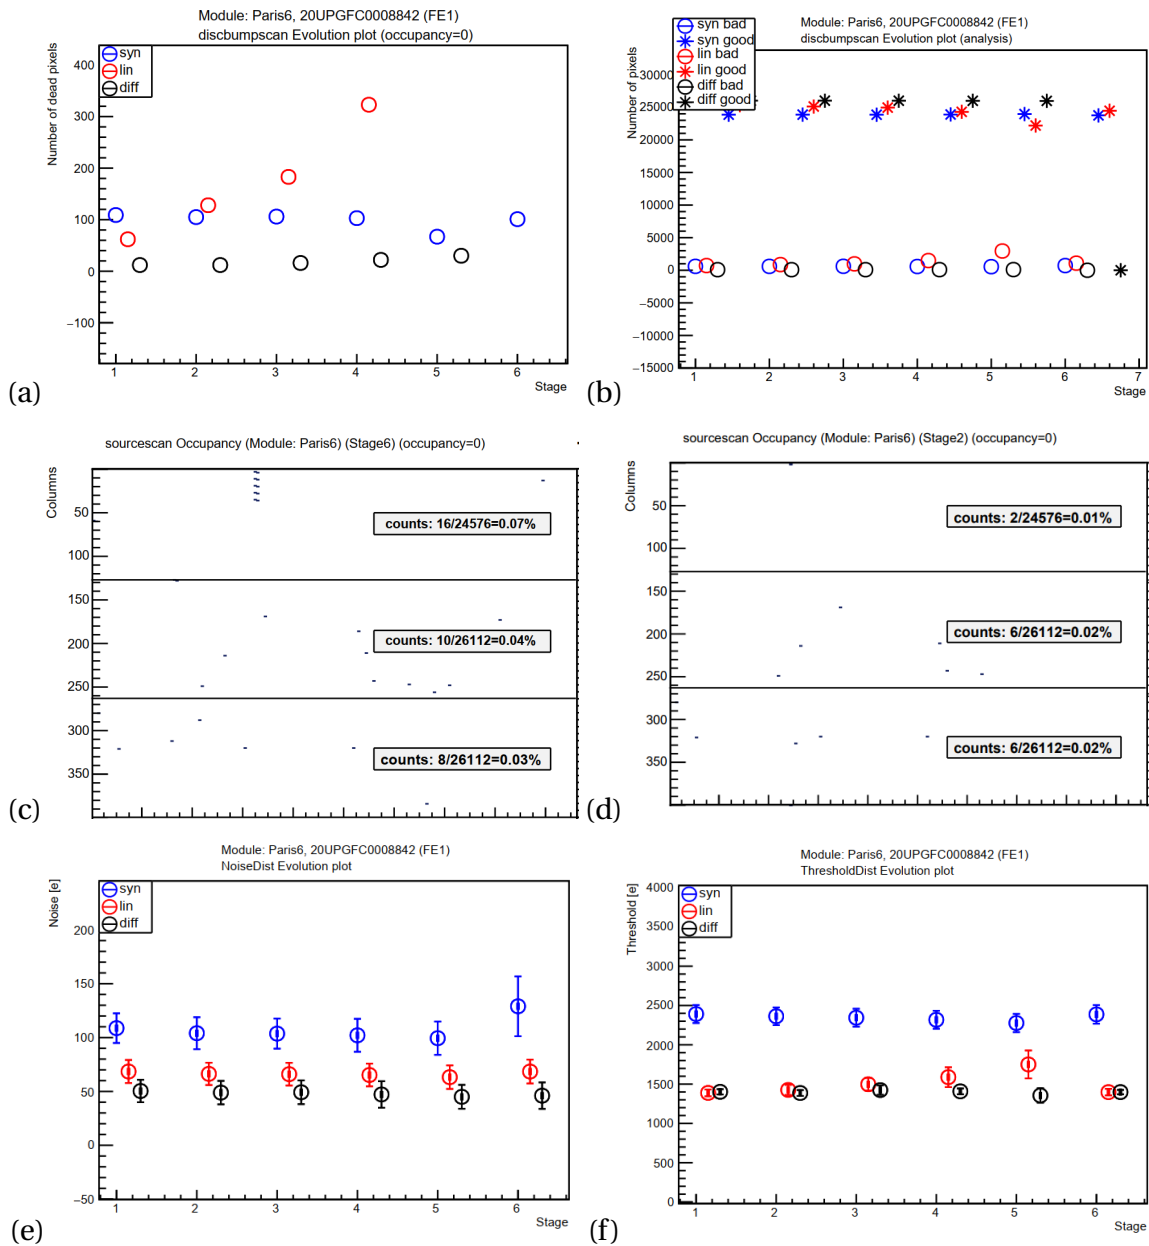 Module: Paris6, 20UPGFC0008842 (FE1)
discbumpscan Evolution plot (occupancy=0)
Number of dead pixels
syn
lin
diff
400
300
200
100
0
−100
1 2 3 4 5 6
Stage
(a)
Module: Paris6, 20UPGFC0008842 (FE1)
discbumpscan Evolution plot (analysis)
Number of pixels
syn bad
syn good
lin bad
lin good
diff bad
diff good
30000
25000
20000
15000
10000
5000
0
−5000
−10000
−15000
1 2 3 4 5 6 7
Stage
(b)
sourcescan Occupancy (Module: Paris6) (Stage6) (occupancy=0)
Columns
50
100
150
200
250
300
350
counts: 16/24576=0.07%
counts: 10/26112=0.04%
counts: 8/26112=0.03%
(c)
sourcescan Occupancy (Module: Paris6) (Stage2) (occupancy=0)
Columns
50
100
150
200
250
300
350
counts: 2/24576=0.01%
counts: 6/26112=0.02%
counts: 6/26112=0.02%
(d)
Module: Paris6, 20UPGFC0008842 (FE1)
NoiseDist Evolution plot
Noise [e]
syn
lin
diff
200
150
100
50
0
−50
1 2 3 4 5 6
Stage
(e)
Module: Paris6, 20UPGFC0008842 (FE1)
ThresholdDist Evolution plot
Threshold [e]
syn
lin
diff
4000
3500
3000
2500
2000
1500
1000
500
0
1 2 3 4 5 6
Stage
(f)